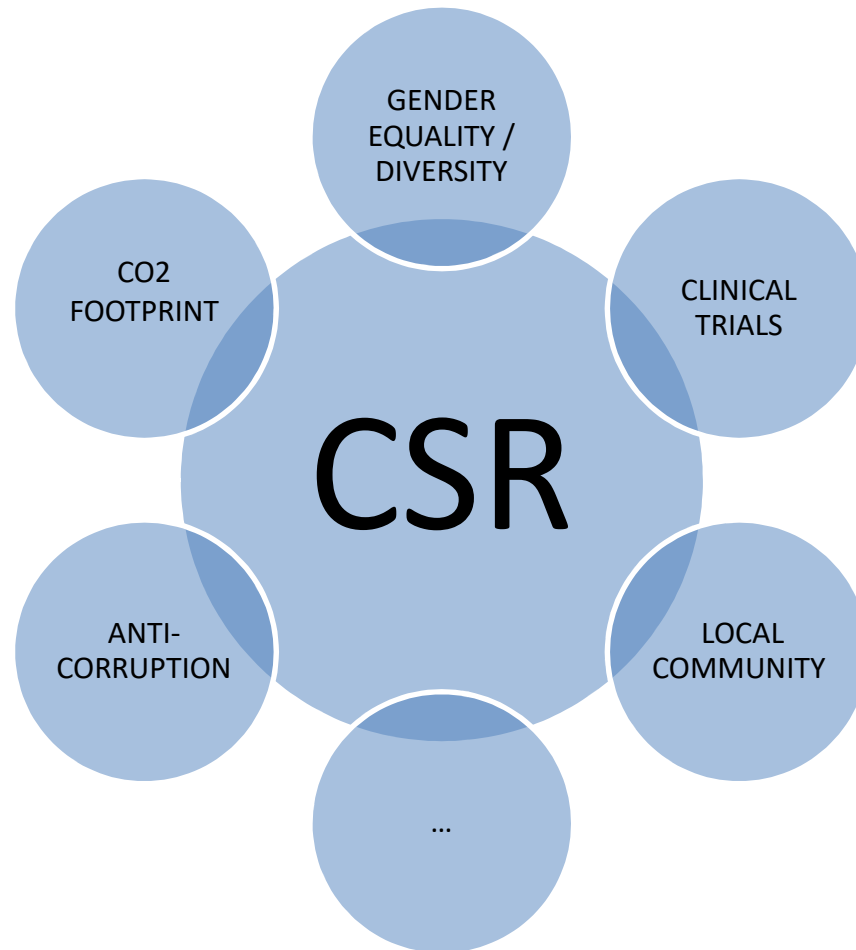 GENDER
EQUALITY /
DIVERSITY
CO2
FOOTPRINT
CLINICAL
TRIALS
CSR
ANTI-
CORRUPTION
LOCAL
COMMUNITY
...